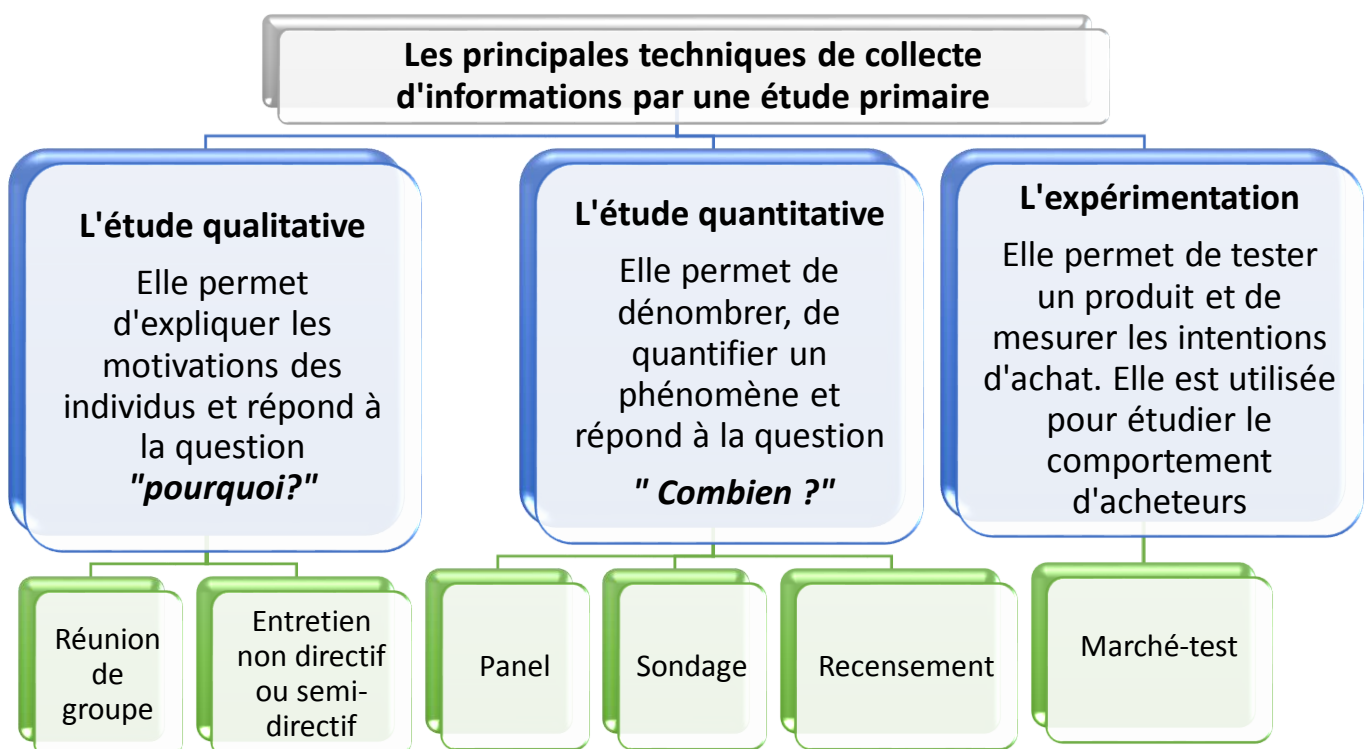 Les principales techniques de collecte
d'informations par une étude primaire
L'étude qualitative
Elle permet
d'expliquer les
motivations des
individus et répond à
la question
"pourquoi?"
L'étude quantitative
Elle permet de
dénombrer, de
quantifier un
phénomène et
répond à la question
" Combien ?"
L'expérimentation
Elle permet de tester
un produit et de
mesurer les intentions
d'achat. Elle est utilisée
pour étudier le
comportement
d'acheteurs
Réunion
de
groupe
Entretien
non directif
ou semi-
directif
Panel
Sondage
Recensement
Marché-test